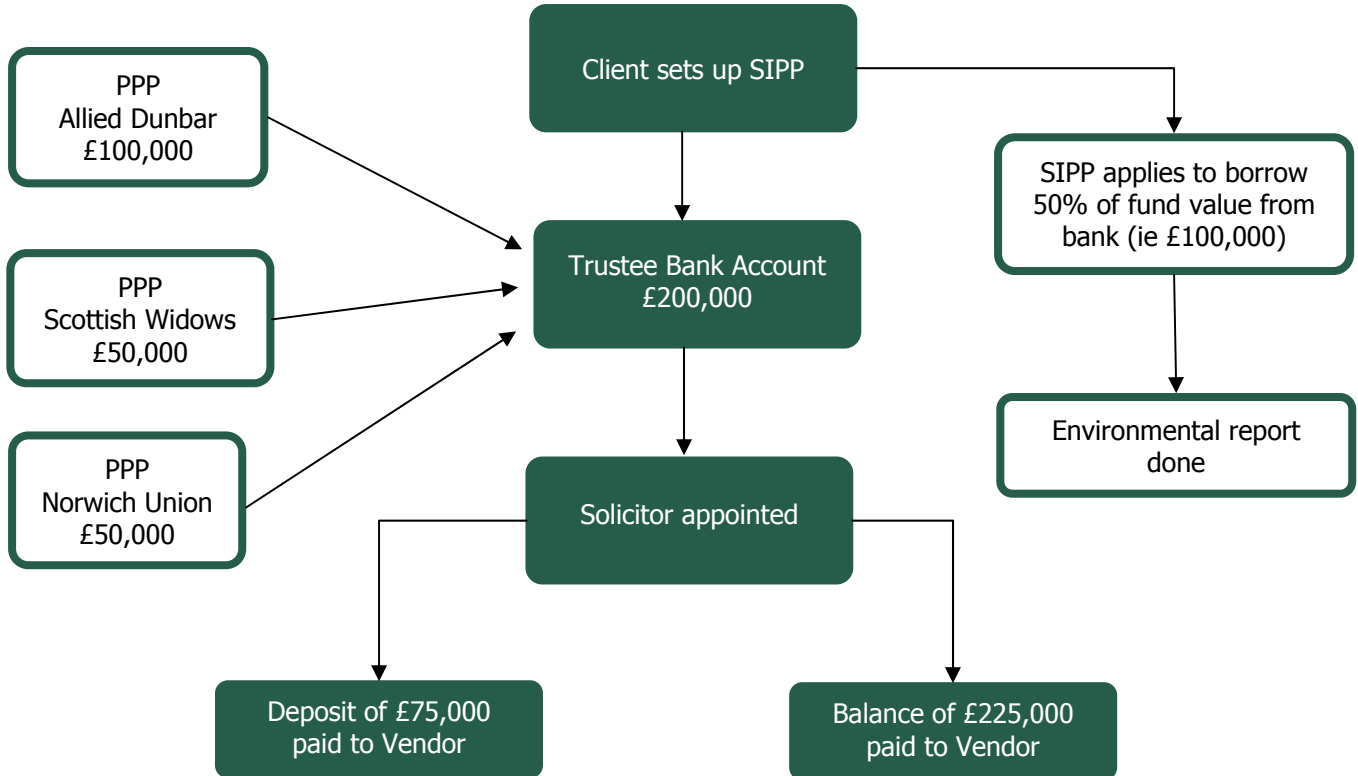 Client sets up SIPP
PPP
Allied Dunbar
£100,000
SIPP applies to borrow
50% of fund value from
bank (ie £100,000)
PPP
Scottish Widows
£50,000
Trustee Bank Account
£200,000
PPP
Norwich Union
£50,000
Environmental report
done
Solicitor appointed
Deposit of £75,000
paid to Vendor
Balance of £225,000
paid to Vendor